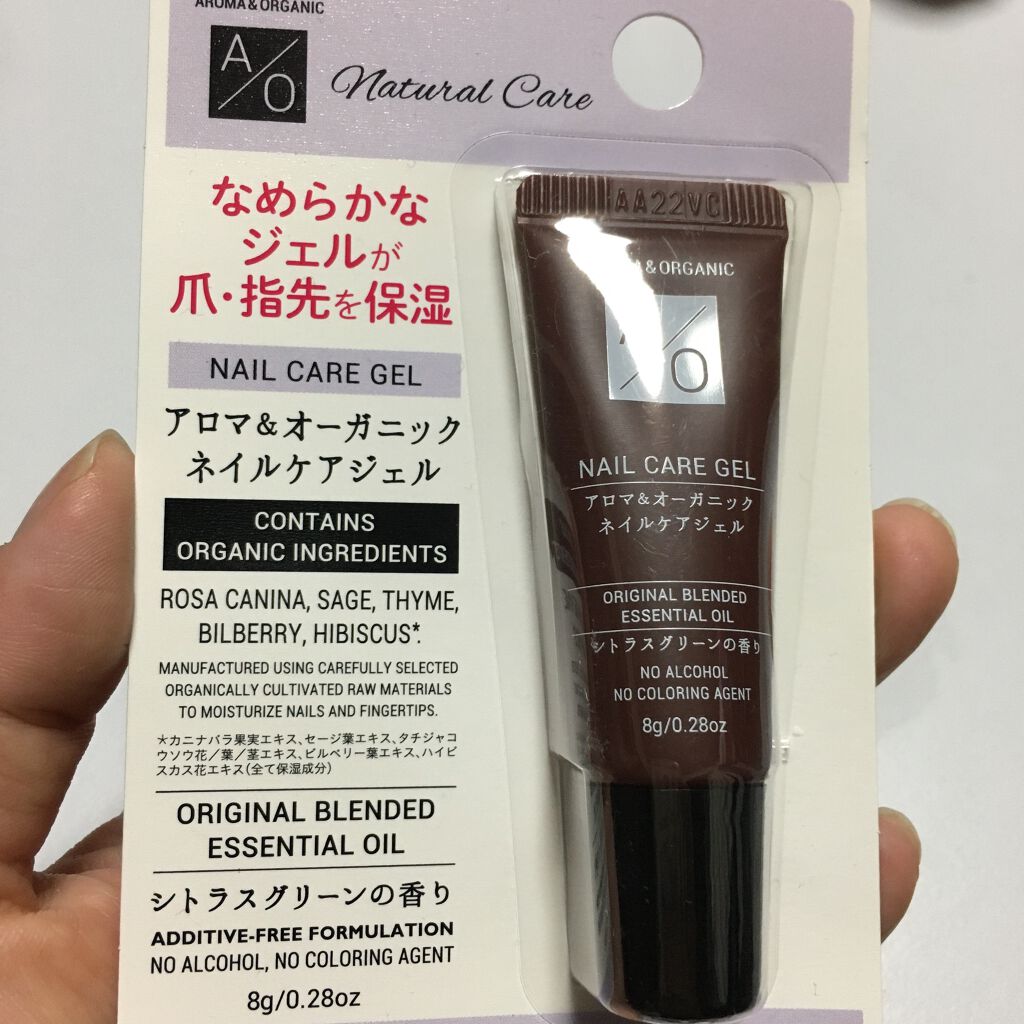 AROMA & ORGANIC
A/O
Natural Care
なめらかな
ジェルが
爪・指先を保湿
NAIL CARE GEL
アロマ&オーガニック
ネイルケアジェル
CONTAINS
ORGANIC INGREDIENTS
ROSA CANINA, SAGE, THYME,
BILBERRY, HIBISCUS*.
MANUFACTURED USING CAREFULLY SELECTED
ORGANICALLY CULTIVATED RAW MATERIALS
TO MOISTURIZE NAILS AND FINGERTIPS.
*カニナバラ果実エキス、セージ葉エキス、タチジャコ
ウソウ花/葉/茎エキス、ビルベリー葉エキス、ハイビ
スカス花エキス(全て保湿成分)
ORIGINAL BLENDED
ESSENTIAL OIL
シトラスグリーンの香り
ADDITIVE-FREE FORMULATION
NO ALCOHOL, NO COLORING AGENT
8g/0.28oz
AA22VC
& ORGANIC
A/O
NAIL CARE GEL
アロマ&オーガニック
ネイルケアジェル
ORIGINAL BLENDED
ESSENTIAL OIL
シトラスグリーンの香り
NO ALCOHOL
NO COLORING AGENT
8g/0.28oz